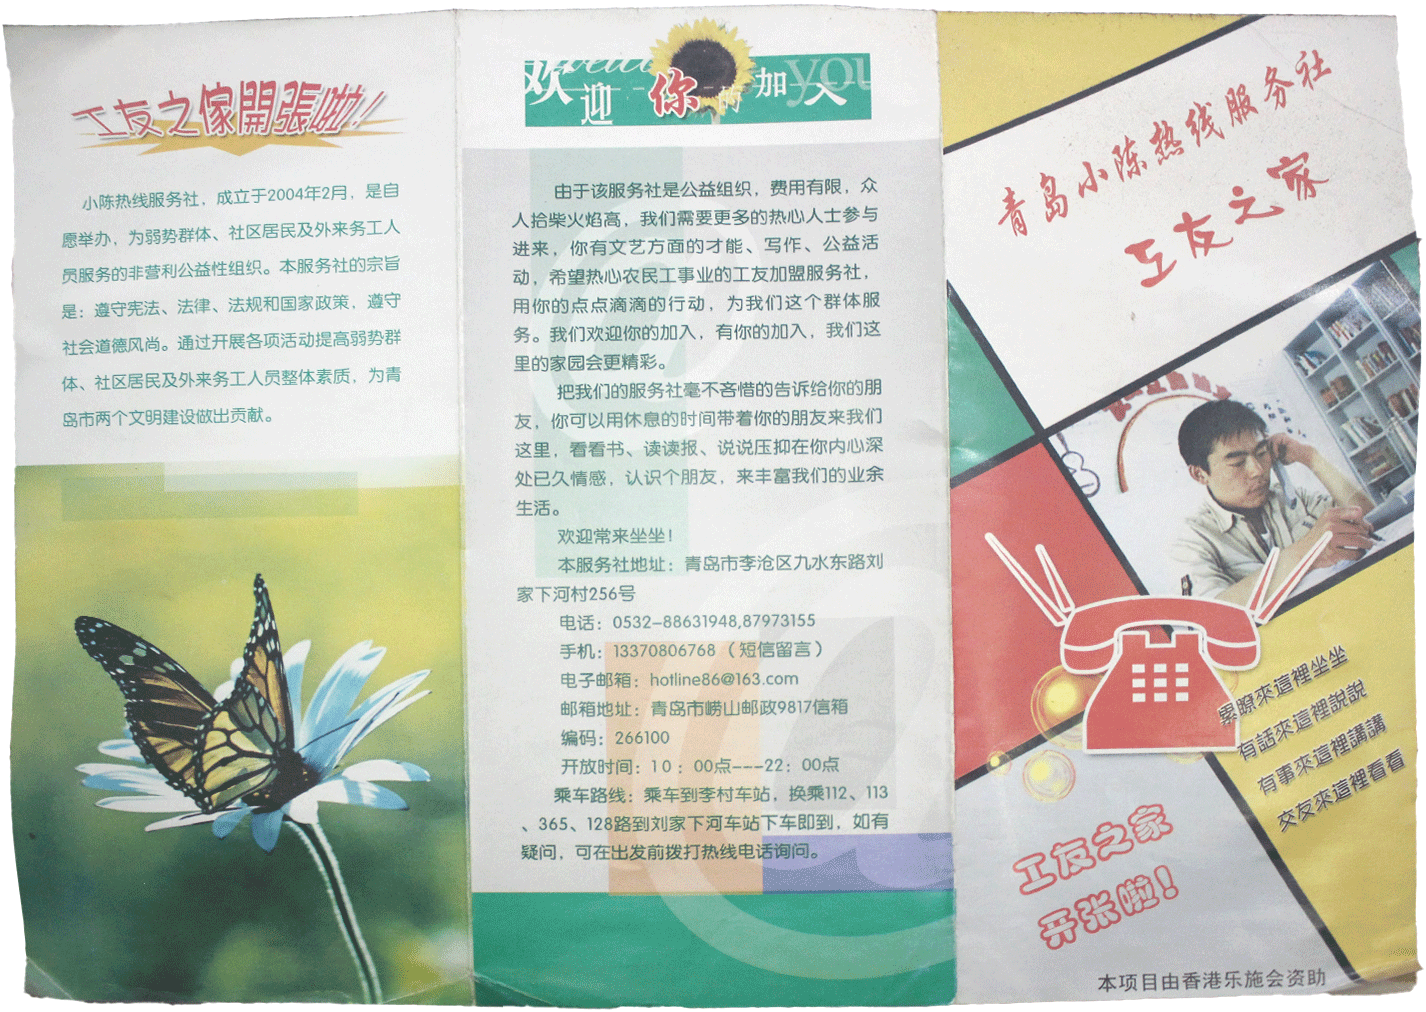 工友之傢開張啦！
小陈热线服务社，成立于2004年2月，是自
愿举办，为弱势群体、社区居民及外来务工人
员服务的非营利公益性组织。本服务社的宗旨
是：遵守宪法、法律、法规和国家政策，遵守
社会道德风尚。通过开展各项活动提高弱势群
体、社区居民及外来务工人员整体素质，为青
岛市两个文明建设做出贡献。
欢迎你的加入
you
由于该服务社是公益组织，费用有限，众
人拾柴火焰高，我们需要更多的热心人士参与
进来，你有文艺方面的才能、写作、公益活
动，希望热心农民工事业的工友加盟服务社，
用你的点点滴滴的行动，为我们这个群体服
务。我们欢迎你的加入，有你的加入，我们这
里的家园会更精彩。
把我们的服务社毫不吝惜的告诉给你的朋
友，你可以用休息的时间带着你的朋友来我们
这里，看看书、读读报、说说压抑在你内心深
处已久情感，认识个朋友，来丰富我们的业余
生活。
欢迎常来坐坐！
本服务社地址：青岛市李沧区九水东路刘
家下河村256号
电话：0532-88631948,87973155
手机：13370806768（短信留言）
电子邮箱：hotline86@163.com
邮箱地址：青岛市崂山邮政9817信箱
编码：266100
开放时间：10：00点---22：00点
乘车路线：乘车到李村车站，换乘112、113
、365、128路到刘家下河车站下车即到，如有
疑问，可在出发前拨打热线电话询问。
青岛小陈热线服务社
工友之家
累瞭來這裡坐坐
有話來這裡說說
有事來這裡講講
交友來這裡看看
工友之家
开张啦！
本项目由香港乐施会资助